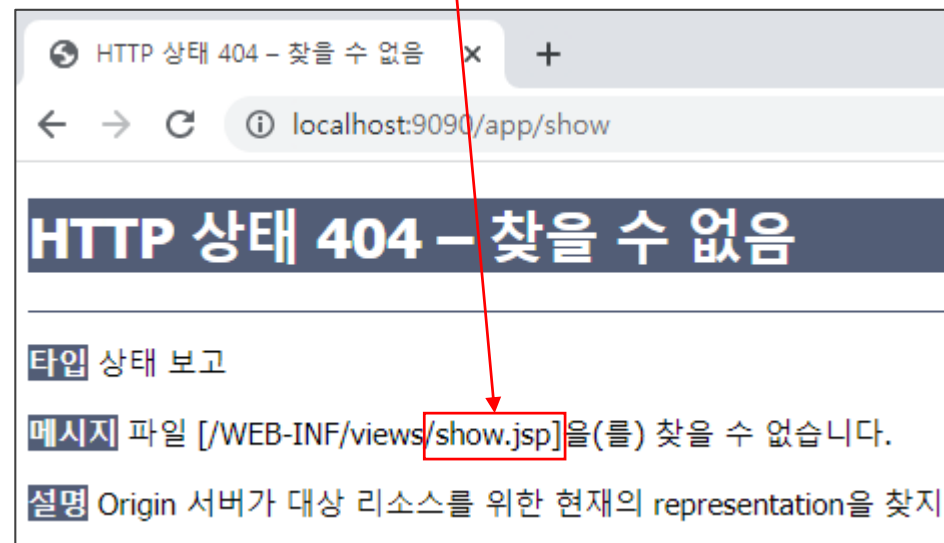 HTTP 상태 404 – 찾을 수 없음
localhost:9090/app/show
HTTP 상태 404 – 찾을 수 없음
타입 상태 보고
메시지 파일 [/WEB-INF/views/show.jsp]을(를) 찾을 수 없습니다.
설명 Origin 서버가 대상 리소스를 위한 현재의 representation을 찾지